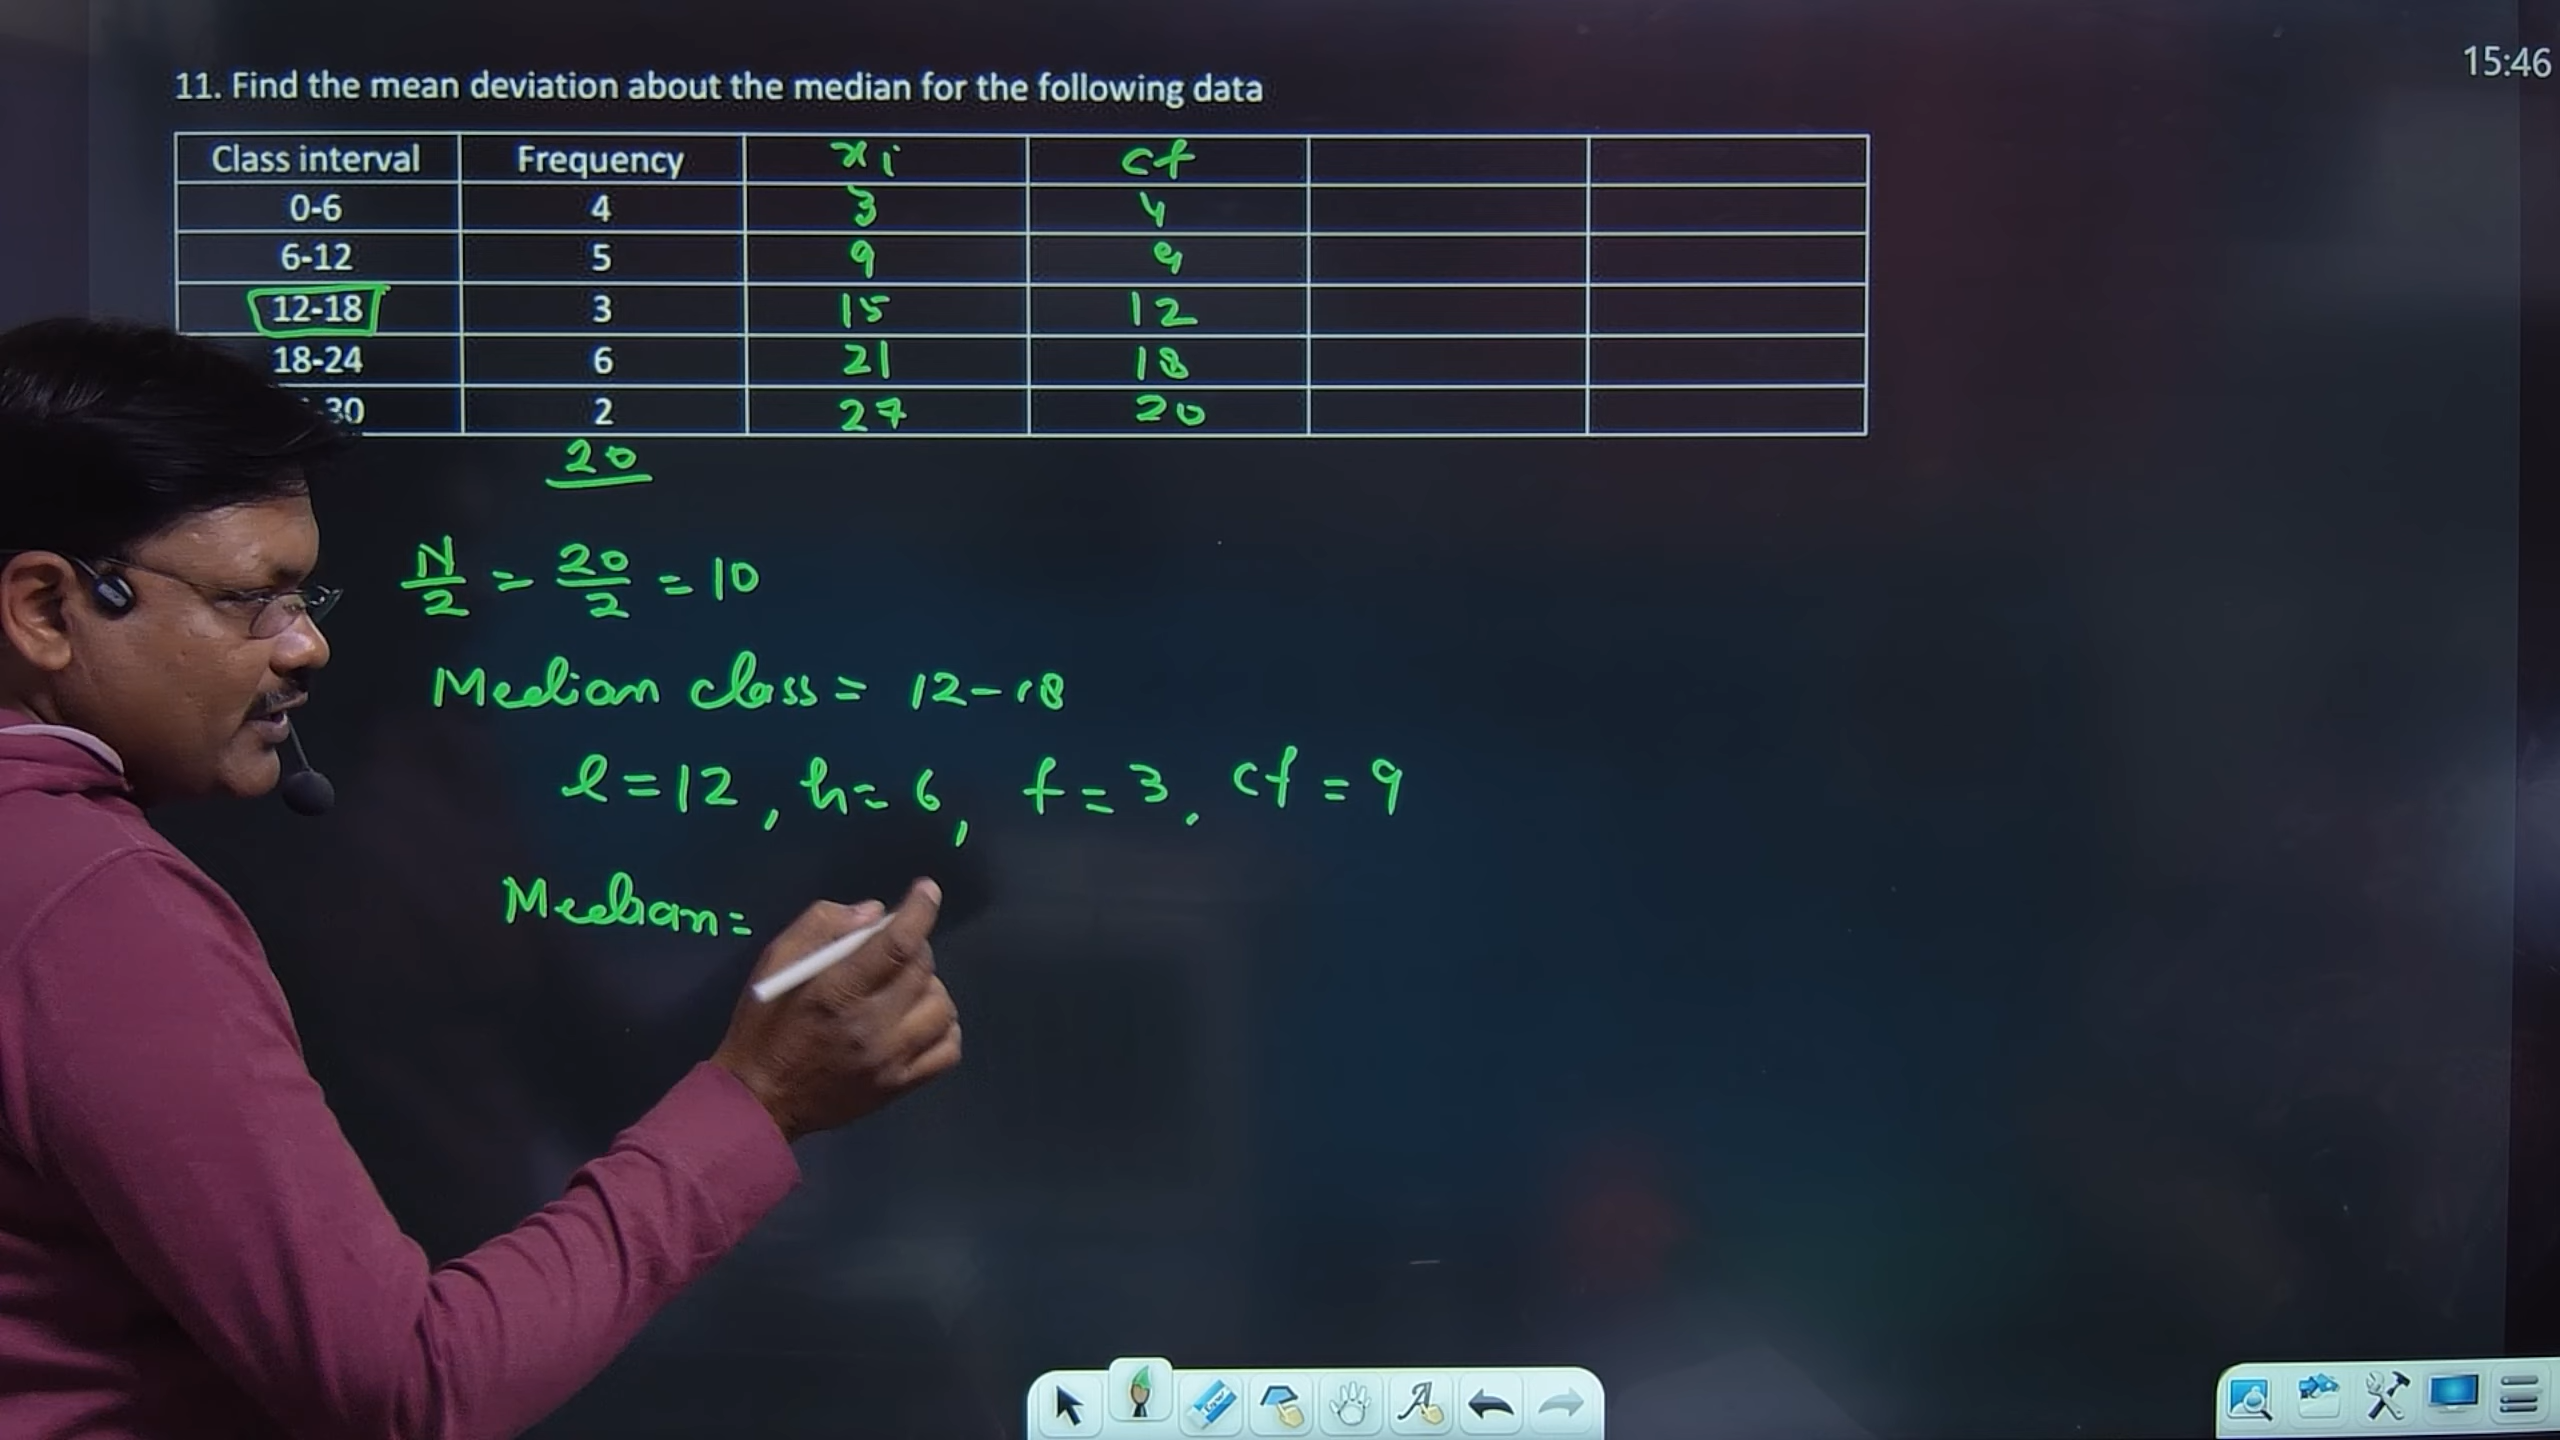 15:46
11. Find the mean deviation about the median for the following data
Class interval Frequency xi cf
0-6 4 3 4
6-12 5 9 9
12-18 3 15 12
18-24 6 21 18
30 2 27 20
20
N/2 = 20/2 = 10
Median class = 12-18
l = 12, h = 6, f = 3. cf = 9
Median =